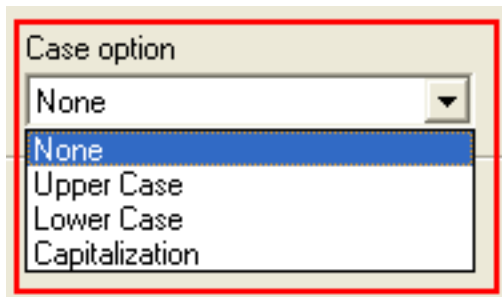 Case option
None
None
Upper Case
Lower Case
Capitalization